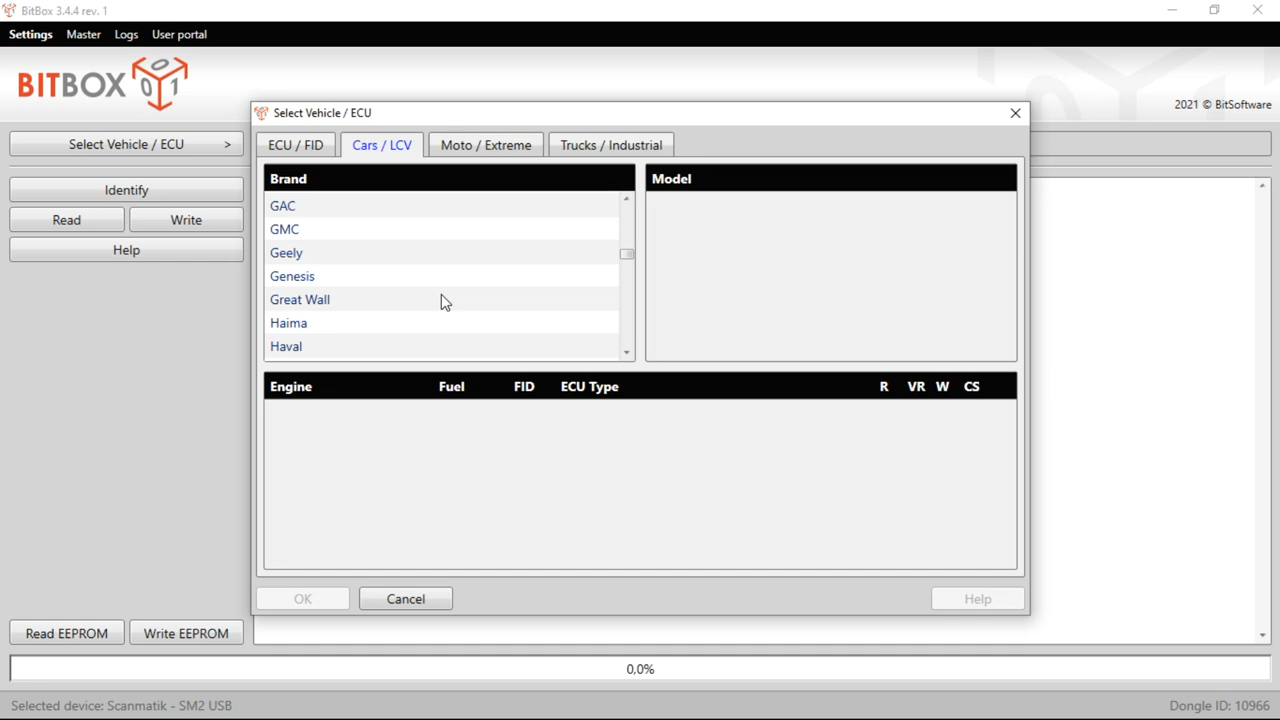 BitBox 3.4.4 rev. 1
Settings Master Logs User portal
BITBOX 0 1
2021 © BitSoftware
Select Vehicle / ECU >
Identify
Read Write
Help
Select Vehicle / ECU
ECU / FID Cars / LCV Moto / Extreme Trucks / Industrial
Brand Model
GAC
GMC
Geely
Genesis
Great Wall
Haima
Haval
Engine Fuel FID ECU Type R VR W CS
OK Cancel Help
Read EEPROM Write EEPROM
0,0%
Selected device: Scanmatik - SM2 USB Dongle ID: 10966